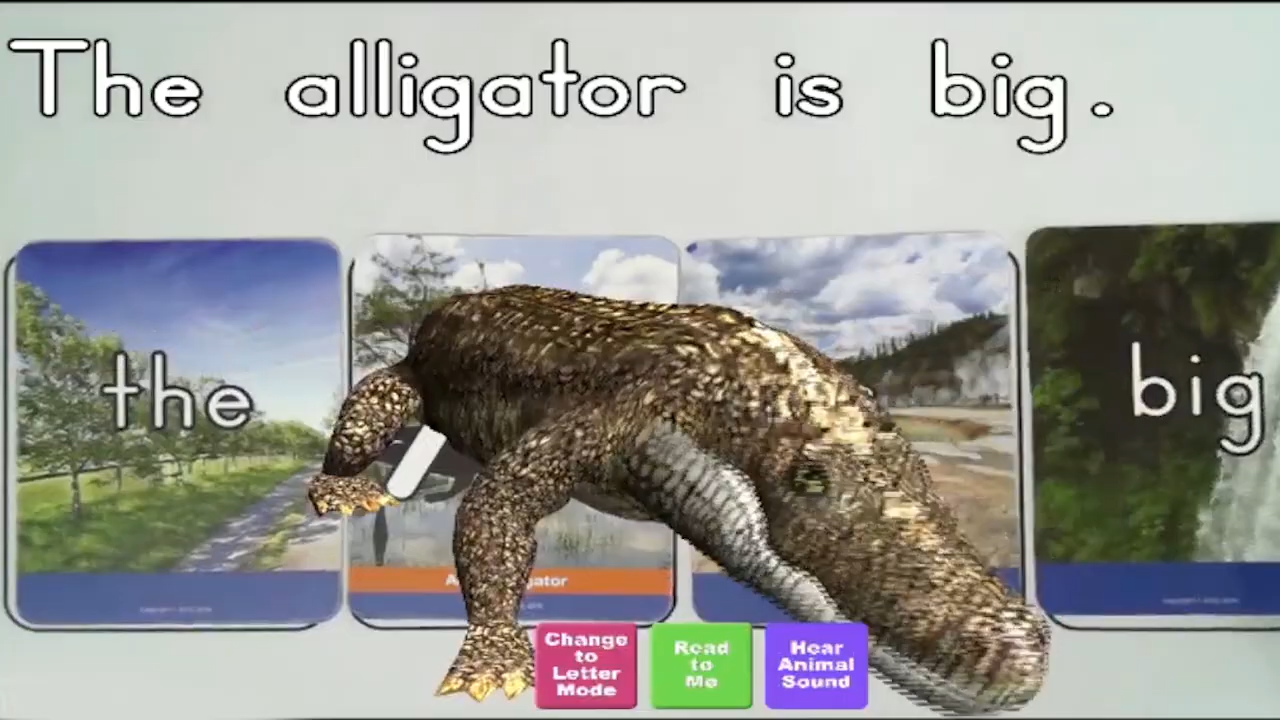 The alligator is big.
the
big
Change
to
Letter
Mode
Read
to
Me
Hear
Animal
Sound